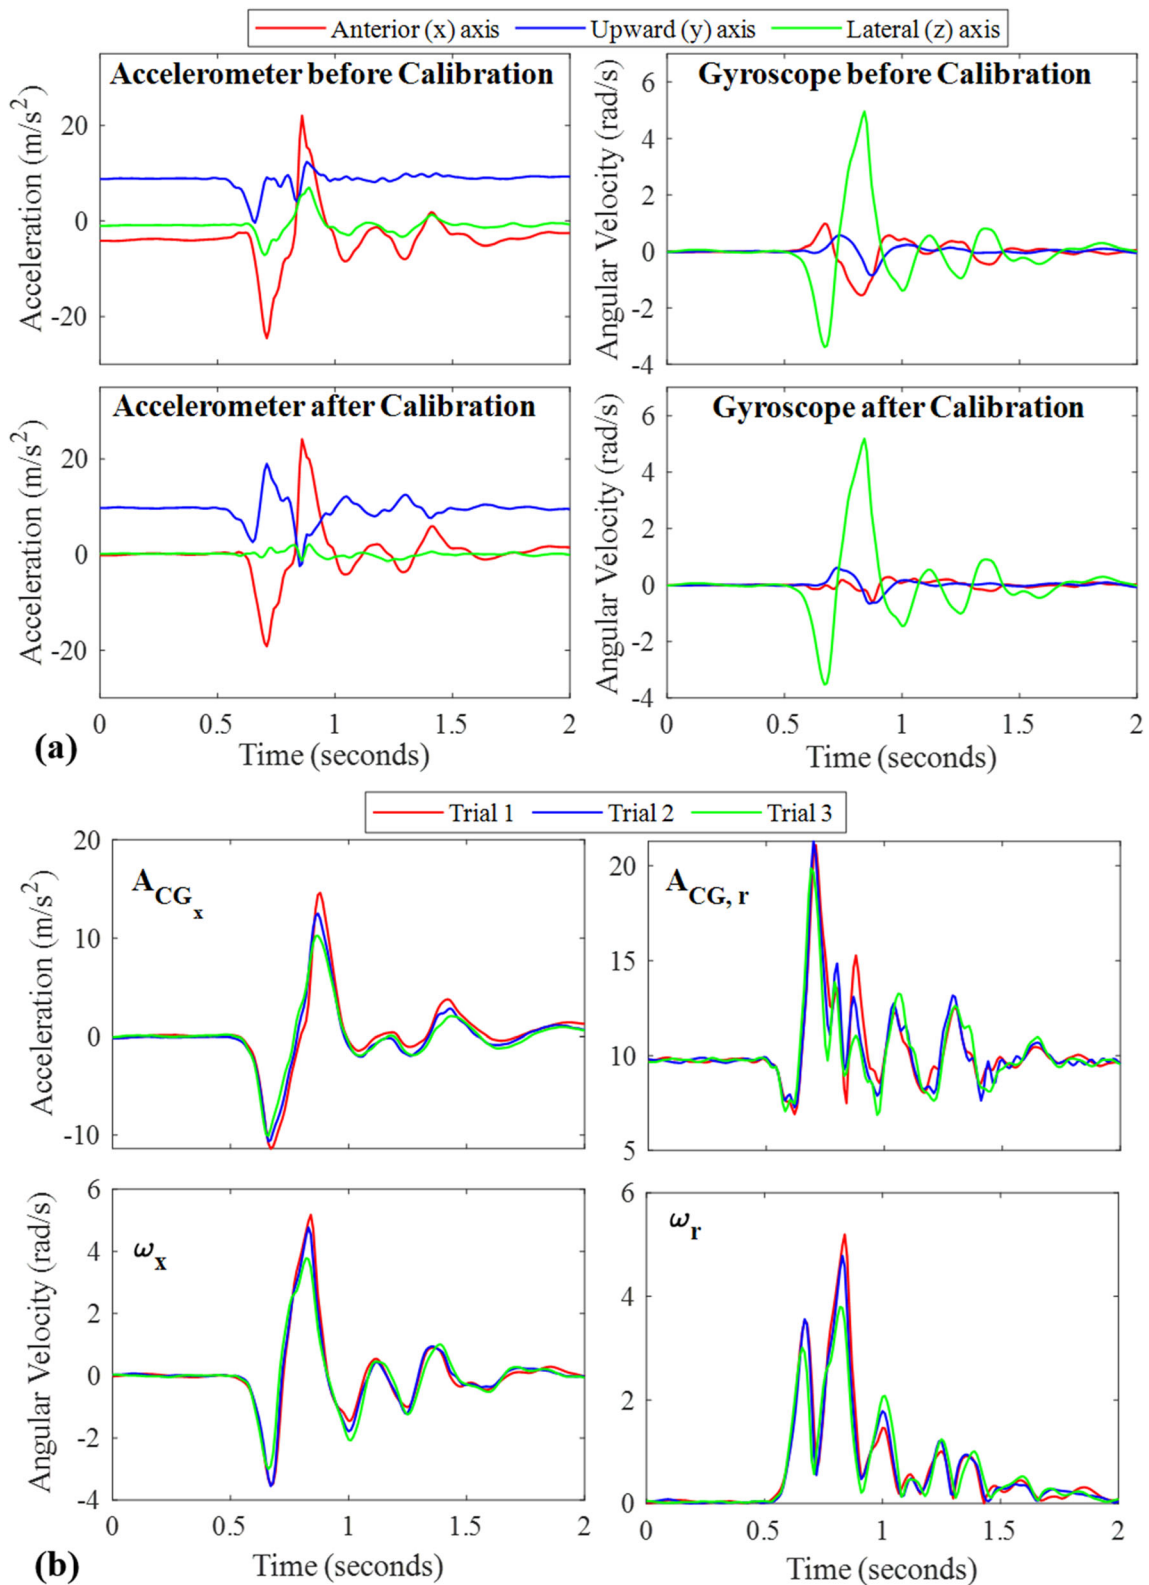 Anterior (x) axis Upward (y) axis Lateral (z) axis
Accelerometer before Calibration
Acceleration (m/s²)
20
0
-20
Gyroscope before Calibration
Angular Velocity (rad/s)
6
4
2
0
-2
-4
Accelerometer after Calibration
Acceleration (m/s²)
20
0
-20
0 0.5 1 1.5 2
Time (seconds)
Gyroscope after Calibration
Angular Velocity (rad/s)
6
4
2
0
-2
-4
0 0.5 1 1.5 2
Time (seconds)
(a)
Trial 1 Trial 2 Trial 3
A_CG_x
Acceleration (m/s²)
20
10
0
-10
A_CG, r
20
15
10
5
ω_x
Angular Velocity (rad/s)
6
4
2
0
-2
-4
0 0.5 1 1.5 2
Time (seconds)
ω_r
6
4
2
0
0 0.5 1 1.5 2
Time (seconds)
(b)